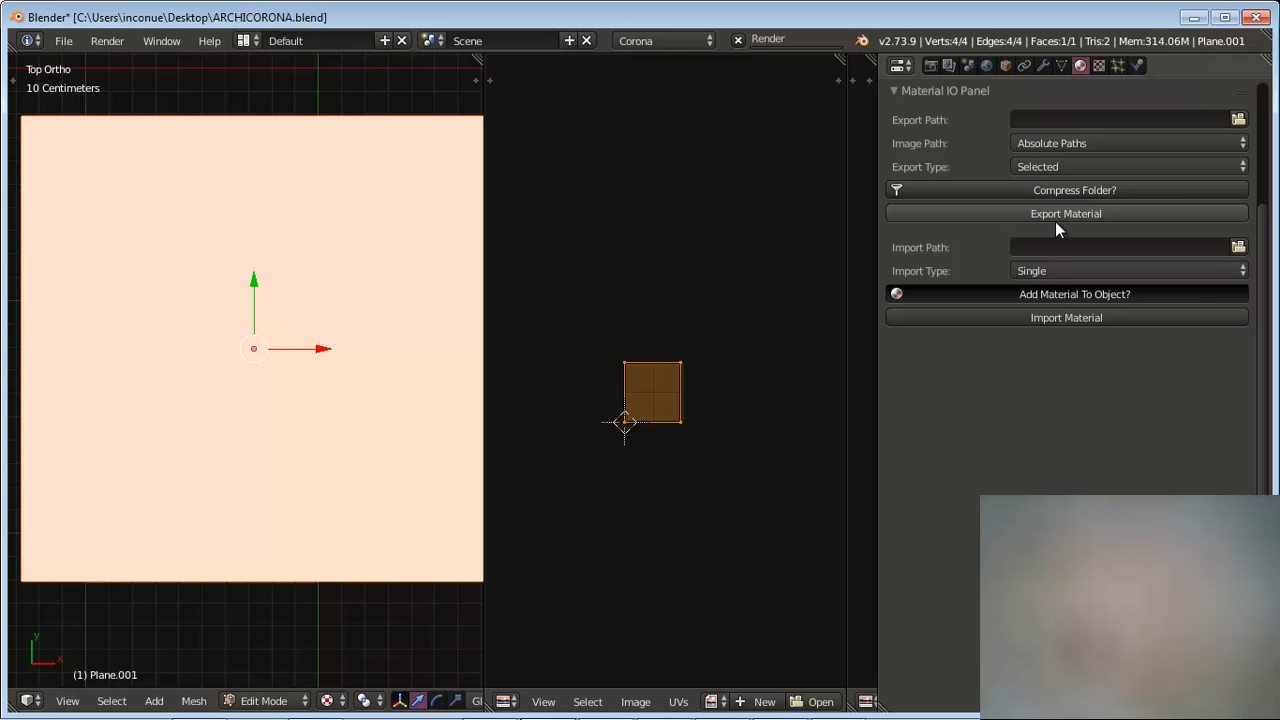 Blender* [C:\Users\inconue\Desktop\ARCHICORONA.blend]
File Render Window Help Default Scene Corona Render v2.73.9 | Verts:4/4 | Edges:4/4 | Faces:1/1 | Tris:2 | Mem:314.06M | Plane.001
Top Ortho
10 Centimeters
(1) Plane.001
y
x
View Select Add Mesh Edit Mode
View Select Image UVs New Open
Material IO Panel
Export Path:
Image Path: Absolute Paths
Export Type: Selected
Compress Folder?
Export Material
Import Path:
Import Type: Single
Add Material To Object?
Import Material